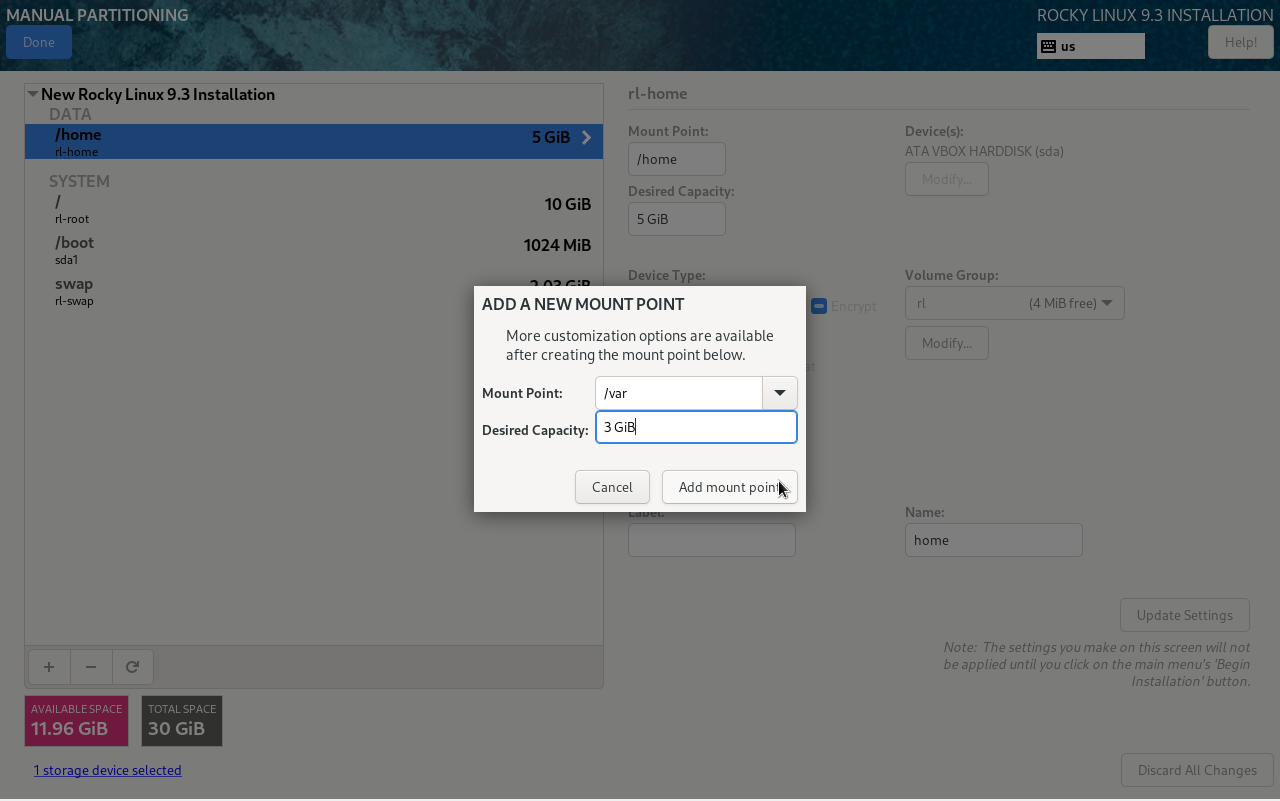 MANUAL PARTITIONING
ROCKY LINUX 9.3 INSTALLATION
Done
us
Help!
New Rocky Linux 9.3 Installation
DATA
/home
5 GiB
rl-home
SYSTEM
/
10 GiB
rl-root
/boot
1024 MiB
sda1
swap
2.03 GiB
rl-swap
rl-home
Mount Point:
/home
Desired Capacity:
5 GiB
Device(s):
ATA VBOX HARDDISK (sda)
Modify...
Device Type:
Encrypt
Volume Group:
rl
(4 MiB free)
Modify...
ADD A NEW MOUNT POINT
More customization options are available
after creating the mount point below.
Mount Point:
/var
Desired Capacity:
3 GiB
Cancel
Add mount point
Label:
Name:
home
Update Settings
Note: The settings you make on this screen will not
be applied until you click on the main menu's 'Begin
Installation' button.
AVAILABLE SPACE
11.96 GiB
TOTAL SPACE
30 GiB
1 storage device selected
Discard All Changes